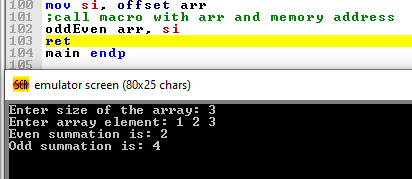 100 mov si, offset arr
101 ;call macro with arr and memory address
102 oddEven arr, si
103 ret
104 main endp
SCR emulator screen (80x25 chars)
Enter size of the array: 3
Enter array element: 1 2 3
Even summation is: 2
Odd summation is: 4